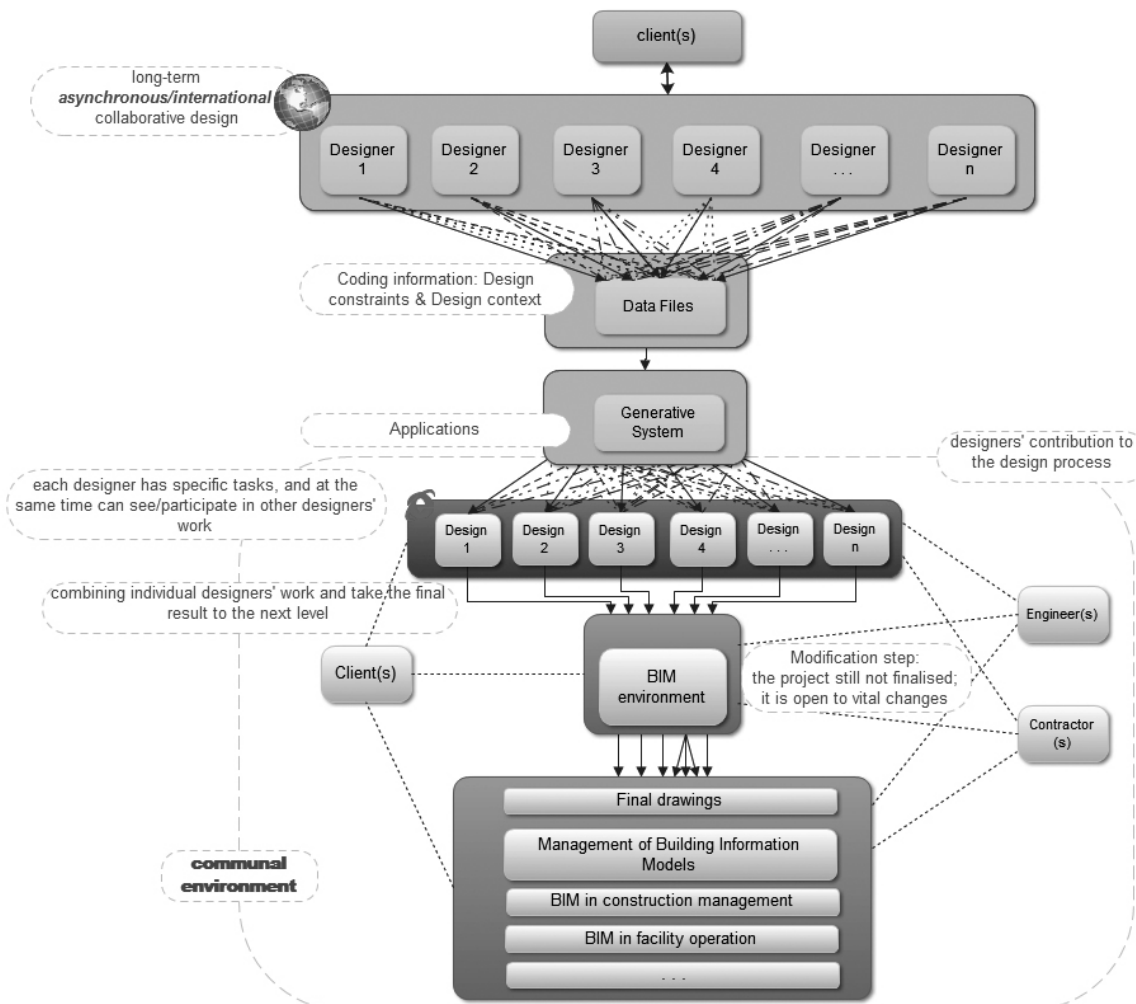 client(s)
long-term
asynchronous/international
collaborative design
Designer
1
Designer
2
Designer
3
Designer
4
Designer
. . .
Designer
n
Coding information: Design
constraints & Design context
Data Files
Applications
Generative
System
designers' contribution to
the design process
each designer has specific tasks, and at the
same time can see/participate in other designers'
work
Design
1
Design
2
Design
3
Design
4
Design
. . .
Design
n
combining individual designers' work and take the final
result to the next level
Engineer(s)
Client(s)
BIM
environment
Modification step:
the project still not finalised;
it is open to vital changes
Contractor
(s)
Final drawings
Management of Building Information
Models
BIM in construction management
BIM in facility operation
. . .
communal
environment